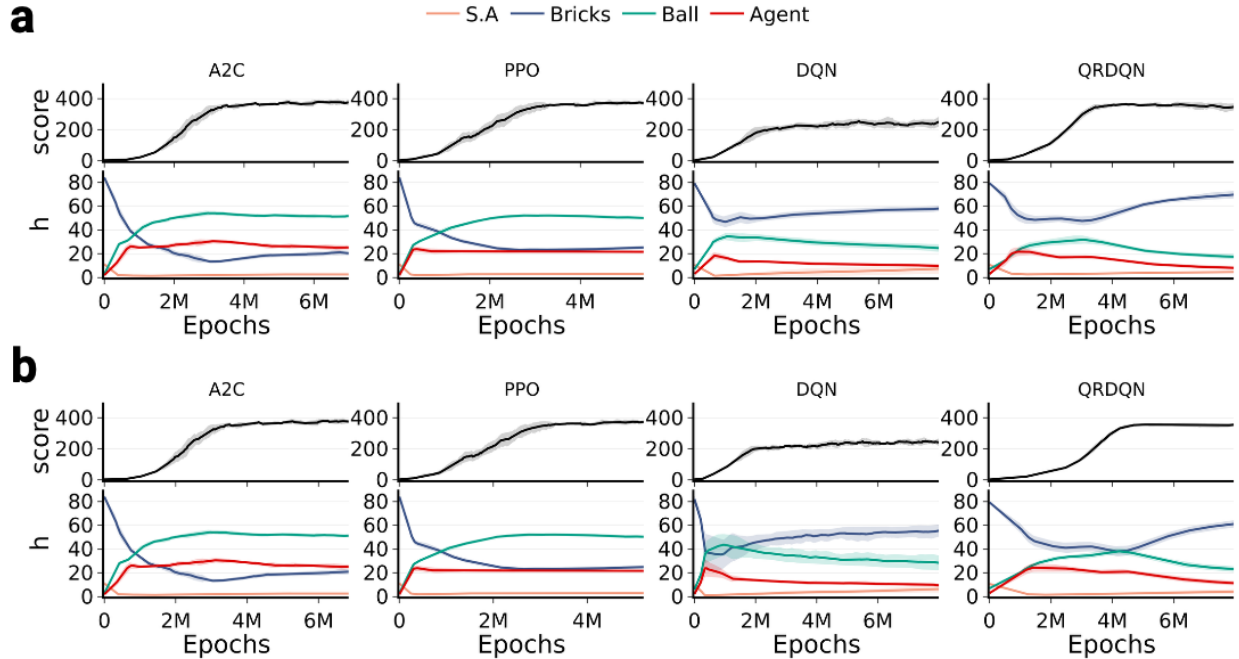 a
S.A Bricks Ball Agent
A2C PPO DQN QRDQN
score
400 400 400 400
200 200 200 200
0 0 0 0
h
80 80 80 80
60 60 60 60
40 40 40 40
20 20 20 20
0 0 0 0
0 2M 4M 6M 0 2M 4M 0 2M 4M 6M 0 2M 4M 6M
Epochs Epochs Epochs Epochs
b
A2C PPO DQN QRDQN
score
400 400 400 400
200 200 200 200
0 0 0 0
h
80 80 80 80
60 60 60 60
40 40 40 40
20 20 20 20
0 0 0 0
0 2M 4M 6M 0 2M 4M 0 2M 4M 6M 0 2M 4M 6M
Epochs Epochs Epochs Epochs